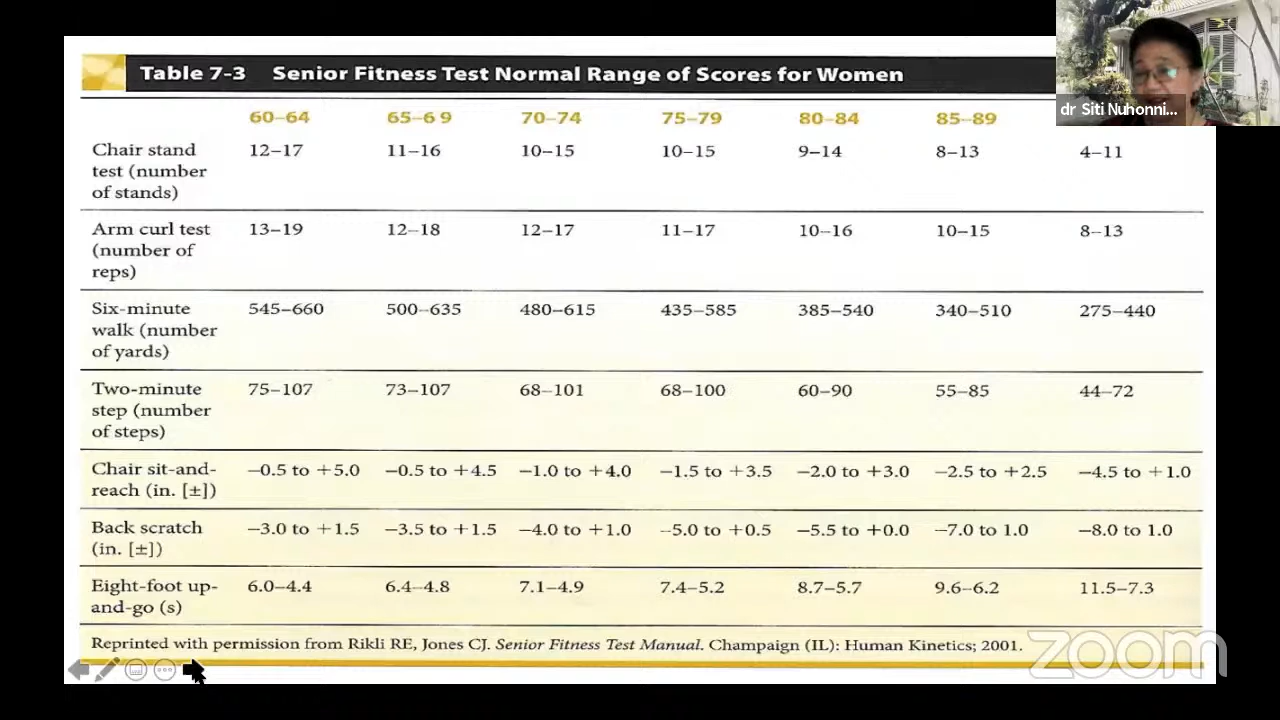 Table 7-3 Senior Fitness Test Normal Range of Scores for Women
dr Siti Nuhonni...
60–64 65–6 9 70–74 75–79 80–84 85–89
Chair stand 12–17 11–16 10–15 10–15 9–14 8–13 4–11
test (number
of stands)
Arm curl test 13–19 12–18 12–17 11–17 10–16 10–15 8–13
(number of
reps)
Six-minute 545–660 500–635 480–615 435–585 385–540 340–510 275–440
walk (number
of yards)
Two-minute 75–107 73–107 68–101 68–100 60–90 55–85 44–72
step (number
of steps)
Chair sit-and- −0.5 to +5.0 −0.5 to +4.5 −1.0 to +4.0 −1.5 to +3.5 −2.0 to +3.0 −2.5 to +2.5 −4.5 to +1.0
reach (in. [±])
Back scratch −3.0 to +1.5 −3.5 to +1.5 −4.0 to +1.0 −5.0 to +0.5 −5.5 to +0.0 −7.0 to 1.0 −8.0 to 1.0
(in. [±])
Eight-foot up- 6.0–4.4 6.4–4.8 7.1–4.9 7.4–5.2 8.7–5.7 9.6–6.2 11.5–7.3
and-go (s)
Reprinted with permission from Rikli RE, Jones CJ. Senior Fitness Test Manual. Champaign (IL): Human Kinetics; 2001.
zoom